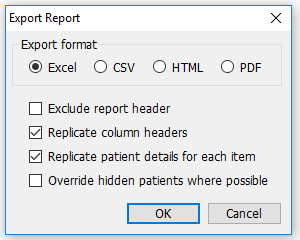 Export Report
Export format
Excel CSV HTML PDF
Exclude report header
Replicate column headers
Replicate patient details for each item
Override hidden patients where possible
OK Cancel